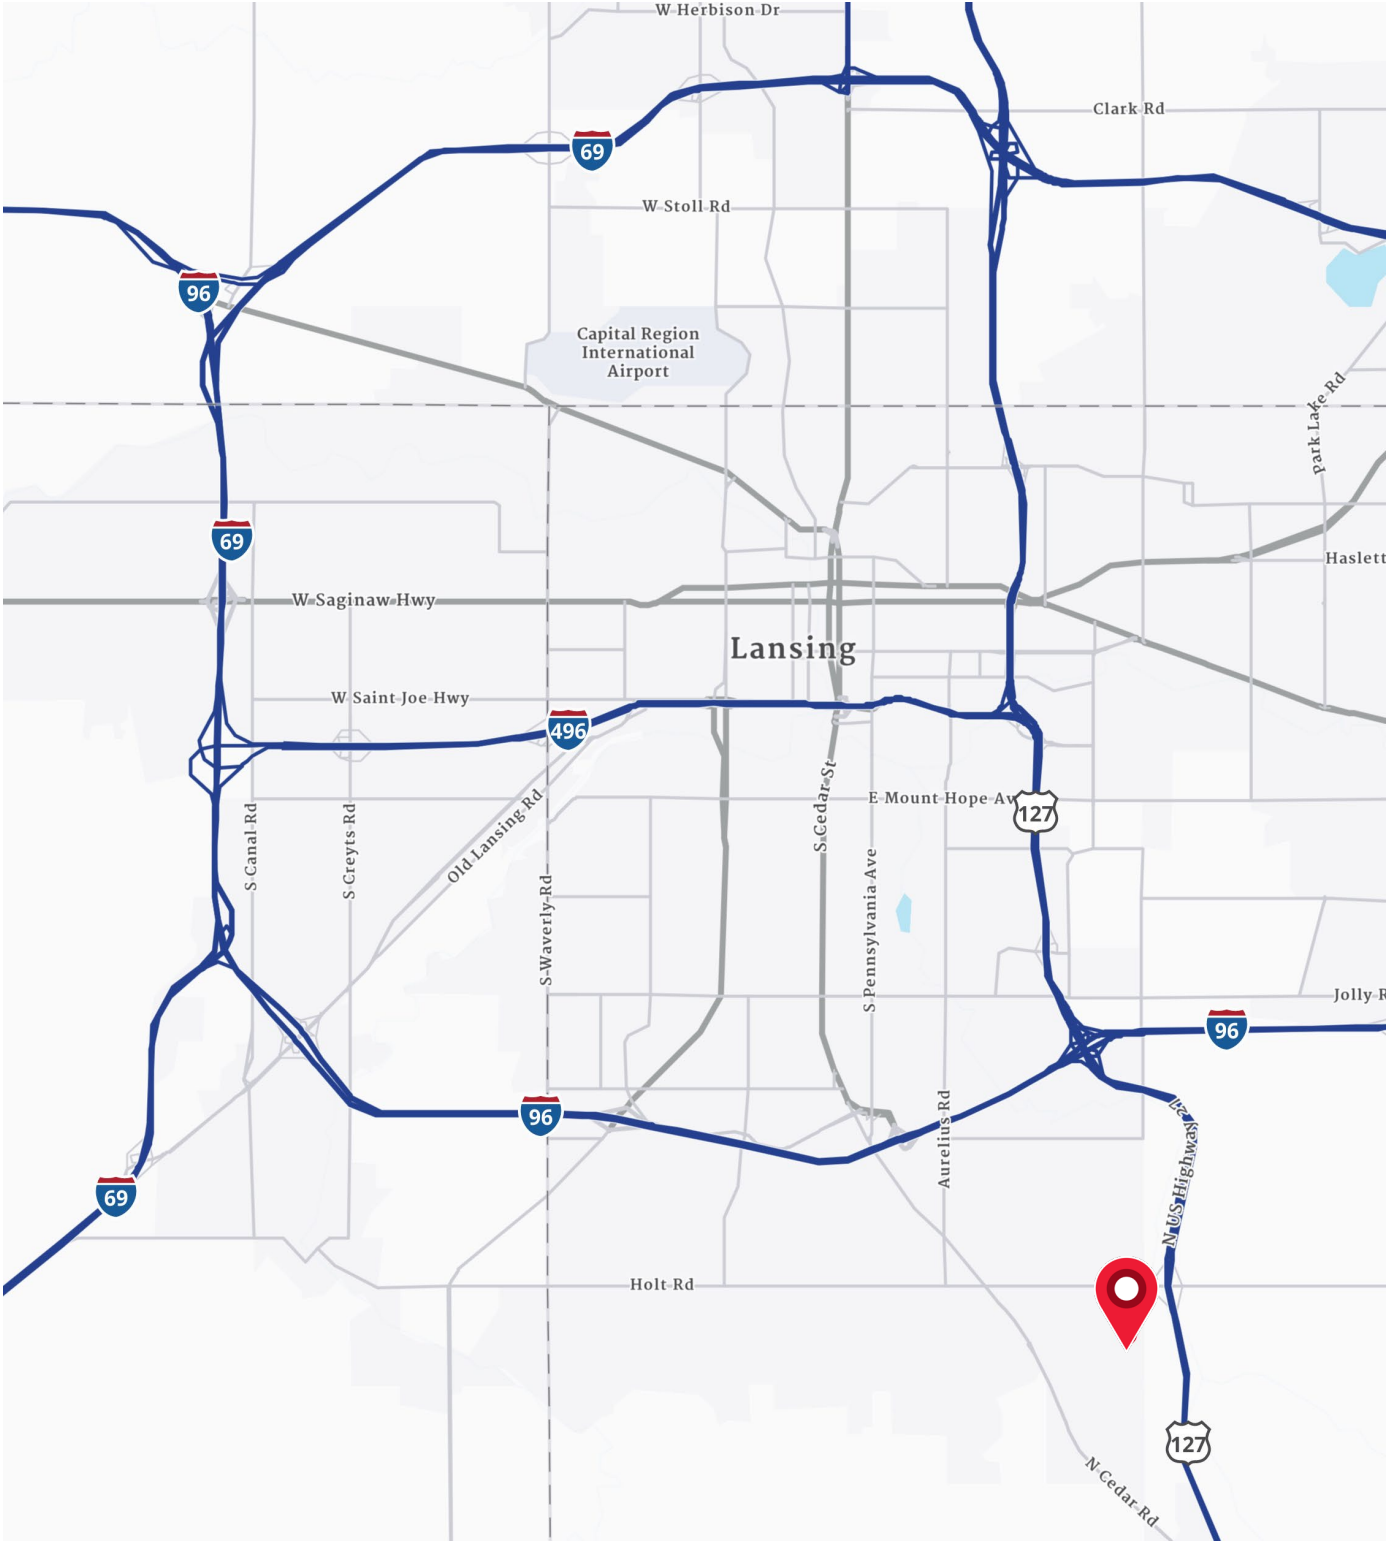 W Herbison Dr
Clark Rd
69
W Stoll Rd
96
Capital Region
International
Airport
Park Lake Rd
69
Haslett
W Saginaw Hwy
Lansing
W Saint Joe Hwy
496
E Mount Hope Av
127
S Canal Rd
S Creyts Rd
Old Lansing Rd
S Cedar St
S Waverly Rd
S Pennsylvania Ave
Jolly R
96
96
Aurelius Rd
N US Highway 27
69
Holt Rd
127
N Cedar Rd